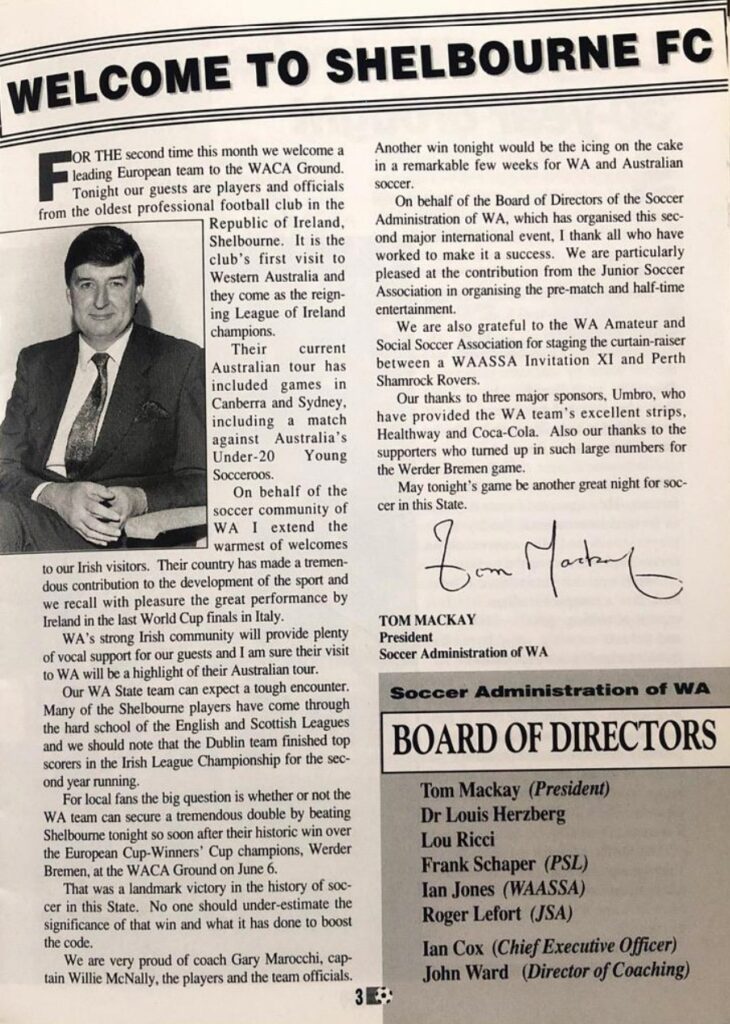 WELCOME TO SHELBOURNE FC
FOR THE second time this month we welcome a
leading European team to the WACA Ground.
Tonight our guests are players and officials
from the oldest professional football club in the
Republic of Ireland,
Shelbourne. It is the
club's first visit to
Western Australia and
they come as the reign-
ing League of Ireland
champions.
Their current
Australian tour has
included games in
Canberra and Sydney,
including a match
against Australia's
Under-20 Young
Socceroos.
On behalf of the
soccer community of
WA I extend the
warmest of welcomes
to our Irish visitors. Their country has made a tremen-
dous contribution to the development of the sport and
we recall with pleasure the great performance by
Ireland in the last World Cup finals in Italy.
WA's strong Irish community will provide plenty
of vocal support for our guests and I am sure their visit
to WA will be a highlight of their Australian tour.
Our WA State team can expect a tough encounter.
Many of the Shelbourne players have come through
the hard school of the English and Scottish Leagues
and we should note that the Dublin team finished top
scorers in the Irish League Championship for the sec-
ond year running.
For local fans the big question is whether or not the
WA team can secure a tremendous double by beating
Shelbourne tonight so soon after their historic win over
the European Cup-Winners' Cup champions, Werder
Bremen, at the WACA Ground on June 6.
That was a landmark victory in the history of soc-
cer in this State. No one should under-estimate the
significance of that win and what it has done to boost
the code.
We are very proud of coach Gary Marocchi, cap-
tain Willie McNally, the players and the team officials.
Another win tonight would be the icing on the cake
in a remarkable few weeks for WA and Australian
soccer.
On behalf of the Board of Directors of the Soccer
Administration of WA, which has organised this sec-
ond major international event, I thank all who have
worked to make it a success. We are particularly
pleased at the contribution from the Junior Soccer
Association in organising the pre-match and half-time
entertainment.
We are also grateful to the WA Amateur and
Social Soccer Association for staging the curtain-raiser
between a WAASSA Invitation XI and Perth
Shamrock Rovers.
Our thanks to three major sponsors, Umbro, who
have provided the WA team's excellent strips,
Healthway and Coca-Cola. Also our thanks to the
supporters who turned up in such large numbers for
the Werder Bremen game.
May tonight's game be another great night for soc-
cer in this State.
Tom Mackay
TOM MACKAY
President
Soccer Administration of WA
Soccer Administration of WA
BOARD OF DIRECTORS
Tom Mackay (President)
Dr Louis Herzberg
Lou Ricci
Frank Schaper (PSL)
Ian Jones (WAASSA)
Roger Lefort (JSA)
Ian Cox (Chief Executive Officer)
John Ward (Director of Coaching)
3